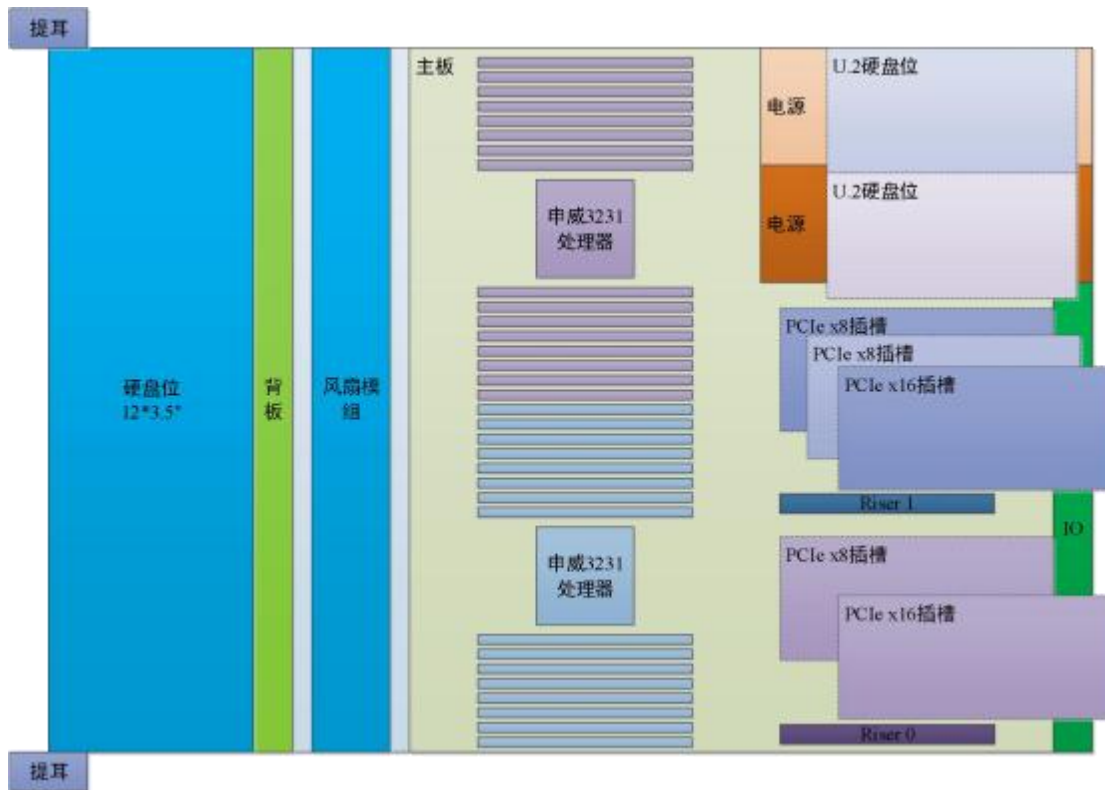 提耳
主板
U.2硬盘位
电源
U.2硬盘位
电源
申威3231
处理器
PCIe x8插槽
PCIe x8插槽
PCIe x16插槽
硬盘位
12*3.5"
背
板
风扇模
组
Riser 1
IO
申威3231
处理器
PCIe x8插槽
PCIe x16插槽
Riser 0
提耳